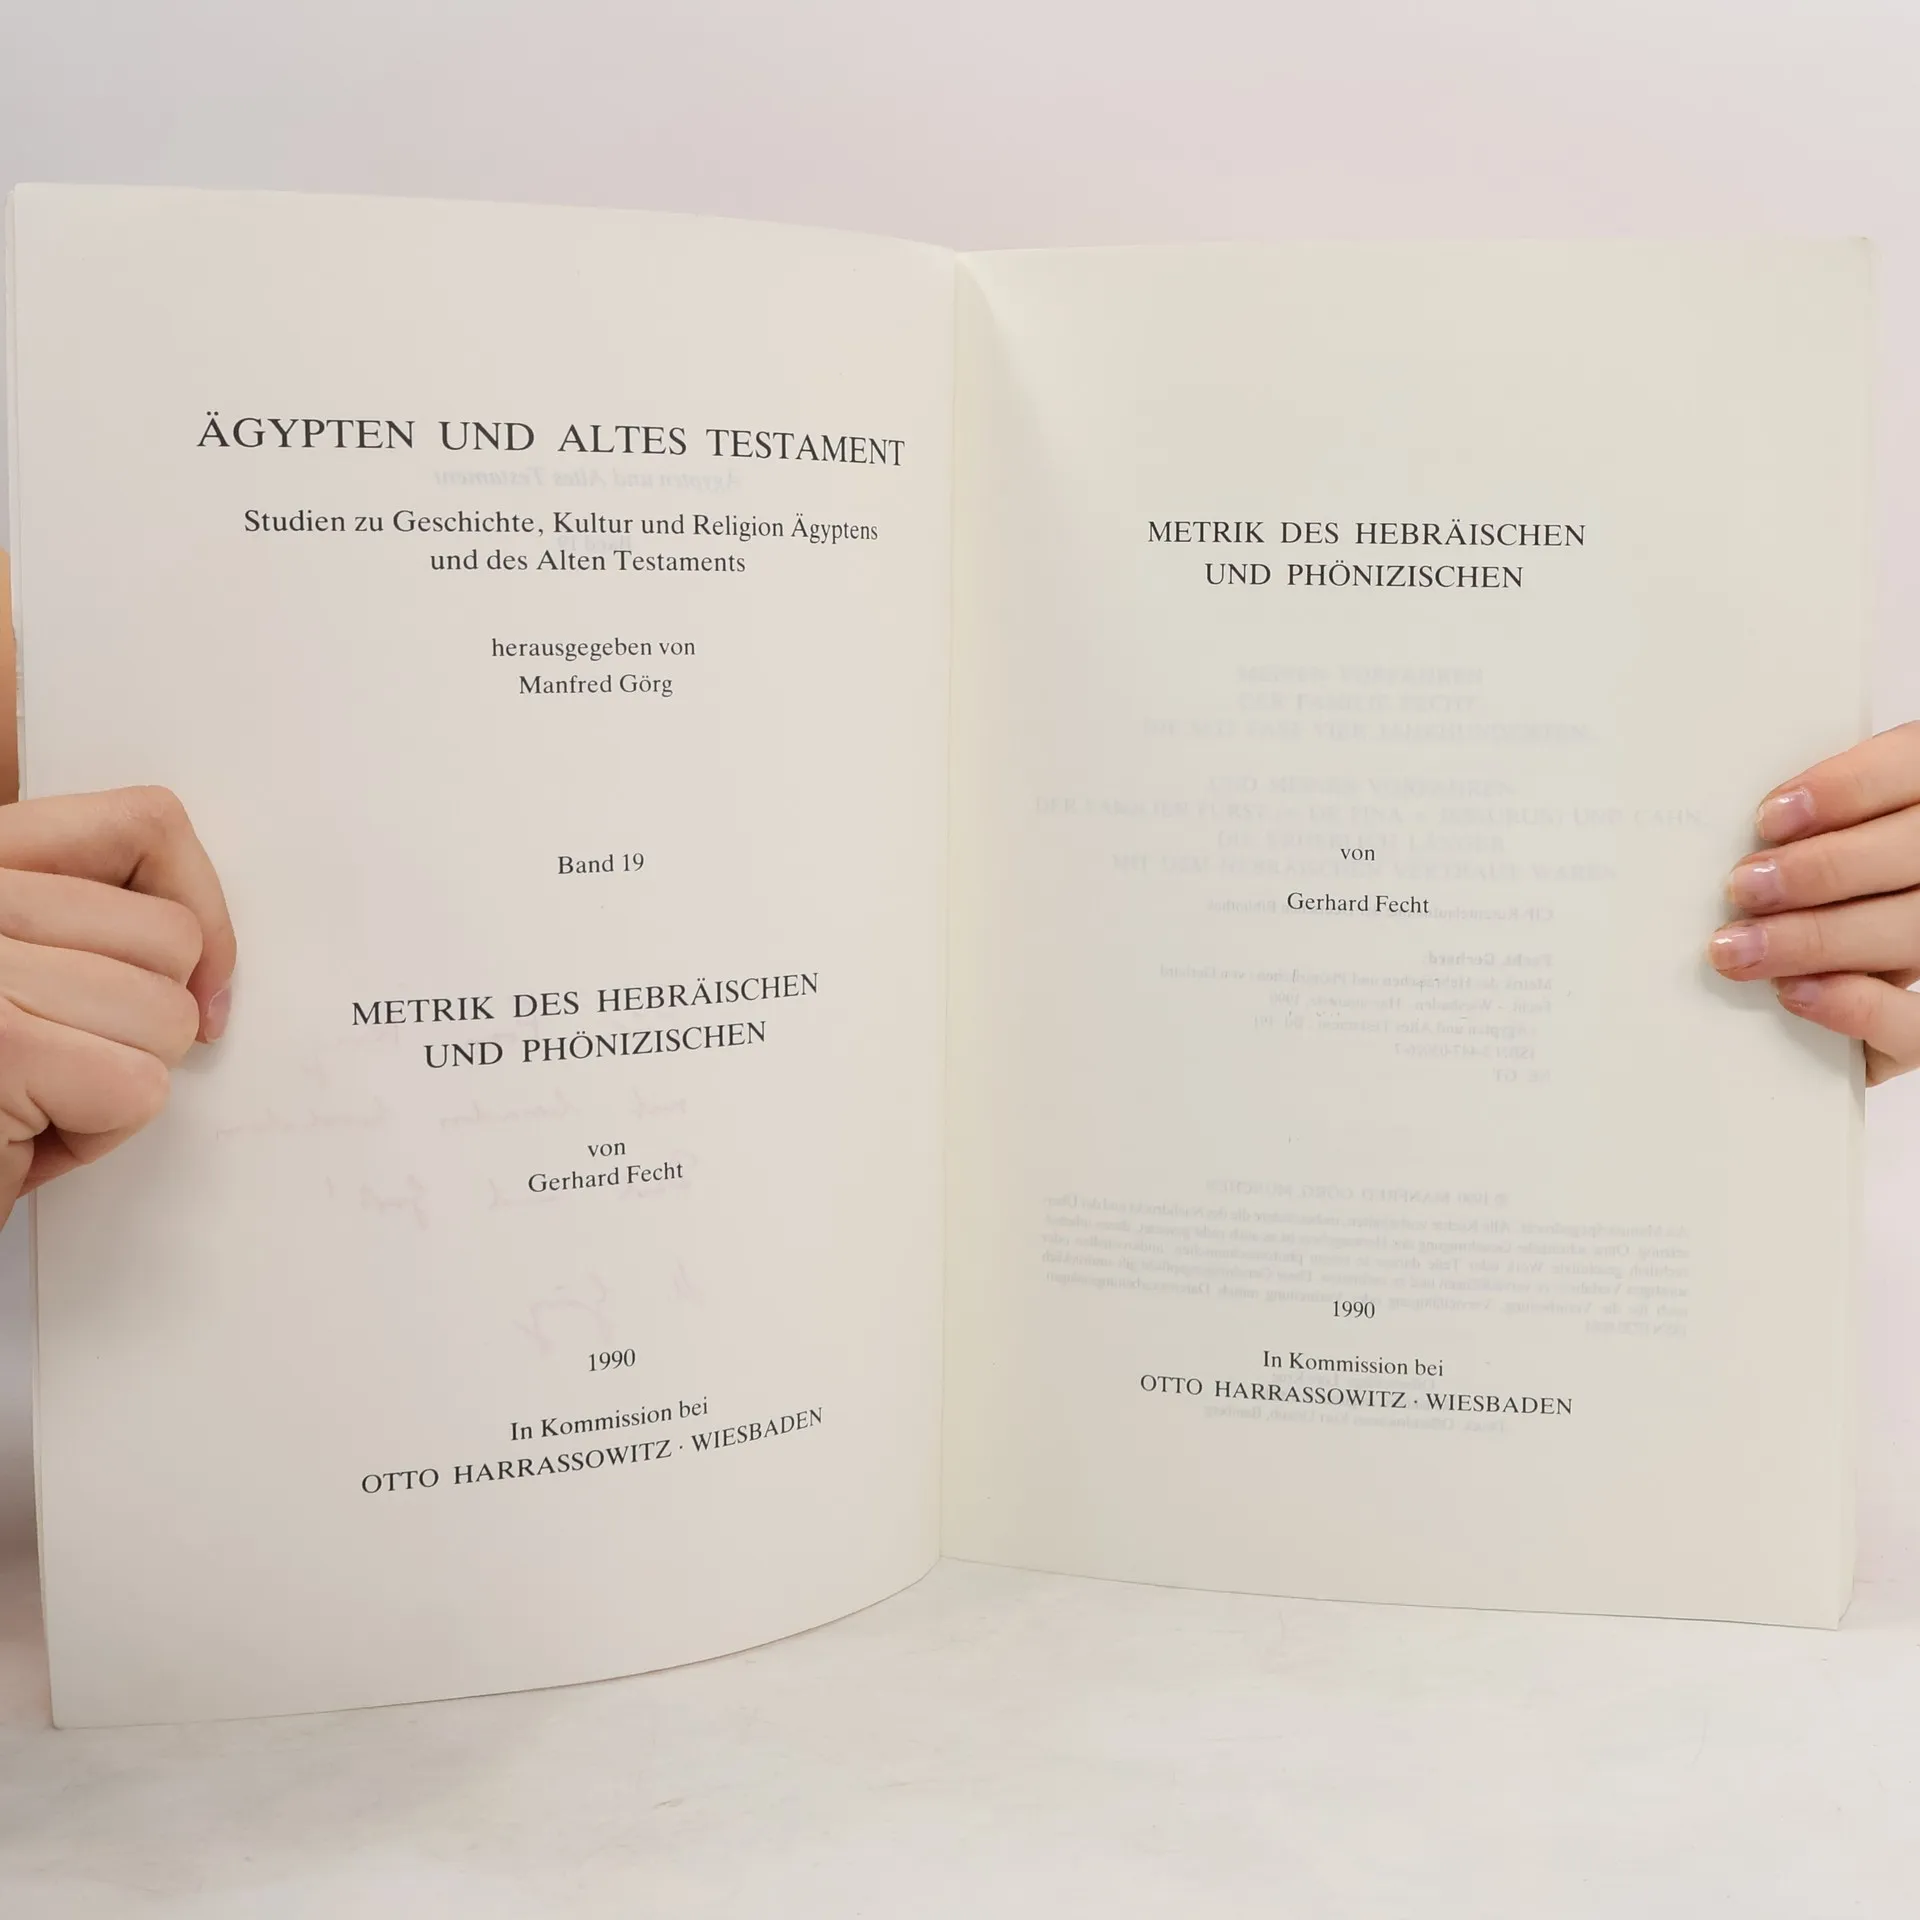 ÄGYPTEN UND ALTES TESTAMENT
Studien zu Geschichte, Kultur und Religion Ägyptens
und des Alten Testaments
herausgegeben von
Manfred Görg
Band 19
METRIK DES HEBRÄISCHEN
UND PHÖNIZISCHEN
von
Gerhard Fecht
1990
In Kommission bei
OTTO HARRASSOWITZ · WIESBADEN
METRIK DES HEBRÄISCHEN
UND PHÖNIZISCHEN
von
Gerhard Fecht
1990
In Kommission bei
OTTO HARRASSOWITZ · WIESBADEN